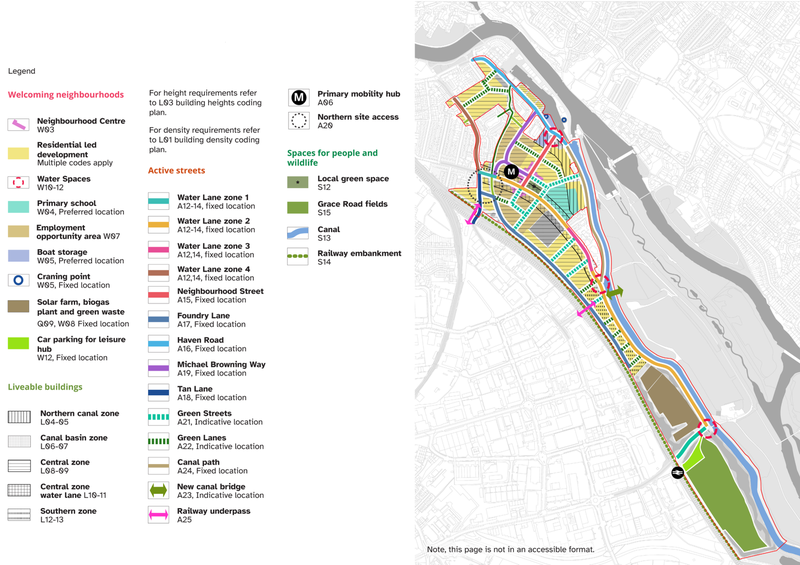 Legend
Welcoming neighbourhoods
Neighbourhood Centre
W03
Residential led
development
Multiple codes apply
Water Spaces
W10-12
Primary school
W04, Preferred location
Employment
opportunity area W07
Boat storage
W05, Preferred location
Craning point
W05, Fixed location
Solar farm, biogas
plant and green waste
Q09, W08 Fixed location
Car parking for leisure
hub
W12, Fixed location
Liveable buildings
Northern canal zone
L04-05
Canal basin zone
L06-07
Central zone
L08-09
Central zone
water lane L10-11
Southern zone
L12-13
For height requirements refer
to L03 building heights coding
plan.
For density requirements refer
to L01 building density coding
plan.
Active streets
Water Lane zone 1
A12-14, fixed location
Water Lane zone 2
A12-14, fixed location
Water Lane zone 3
A12,14, fixed location
Water Lane zone 4
A12,14, fixed location
Neighbourhood Street
A15, Fixed location
Foundry Lane
A17, Fixed location
Haven Road
A16, Fixed location
Michael Browning Way
A19, Fixed location
Tan Lane
A18, Fixed location
Green Streets
A21, Indicative location
Green Lanes
A22, Indicative location
Canal path
A24, Fixed location
New canal bridge
A23, Indicative location
Railway underpass
A25
M
Primary mobility hub
A06
Northern site access
A20
Spaces for people and
wildlife
Local green space
S12
Grace Road fields
S15
Canal
S13
Railway embankment
S14
M
Note, this page is not in an accessible format.